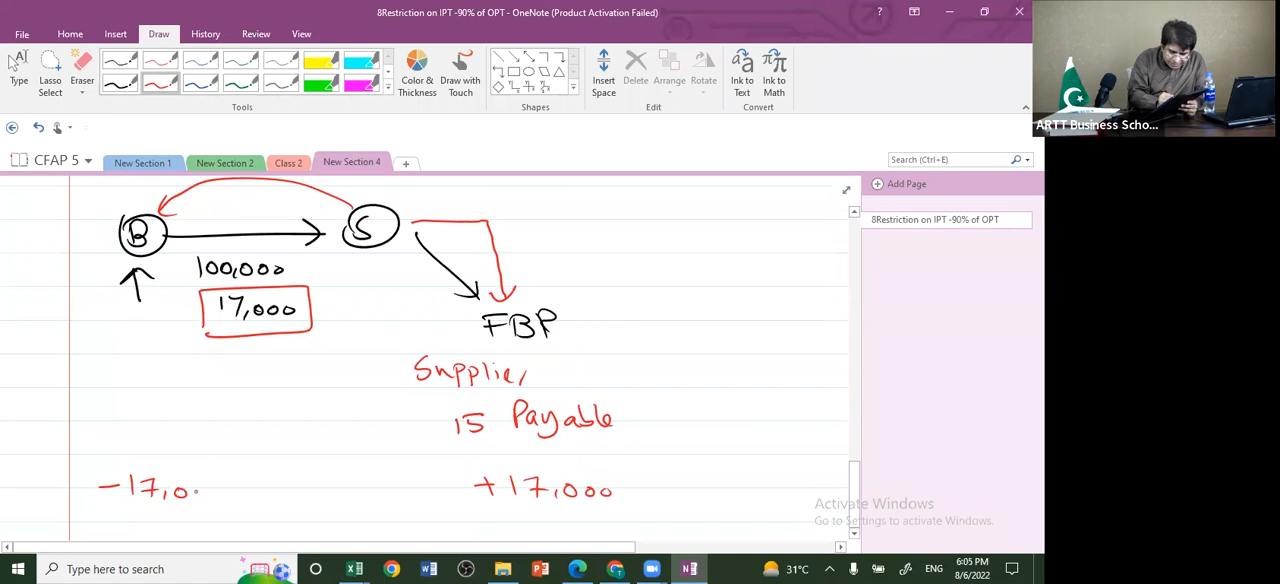 8Restriction on IPT -90% of OPT - OneNote (Product Activation Failed)
File Home Insert Draw History Review View
Type Lasso Select Eraser Color & Thickness Draw with Touch Insert Space Delete Arrange Rotate Ink to Text Ink to Math
Tools Shapes Edit Convert
CFAP 5 New Section 1 New Section 2 Class 2 New Section 4 Search (Ctrl+E)
Add Page
8Restriction on IPT -90% of OPT
ARTT Business Scho...
B S
100,000
17,000
FBR
Supplier
15 Payable
-17,0 +17,000
Activate Windows
Go to Settings to activate Windows.
Type here to search
31°C ENG 6:05 PM
8/6/2022